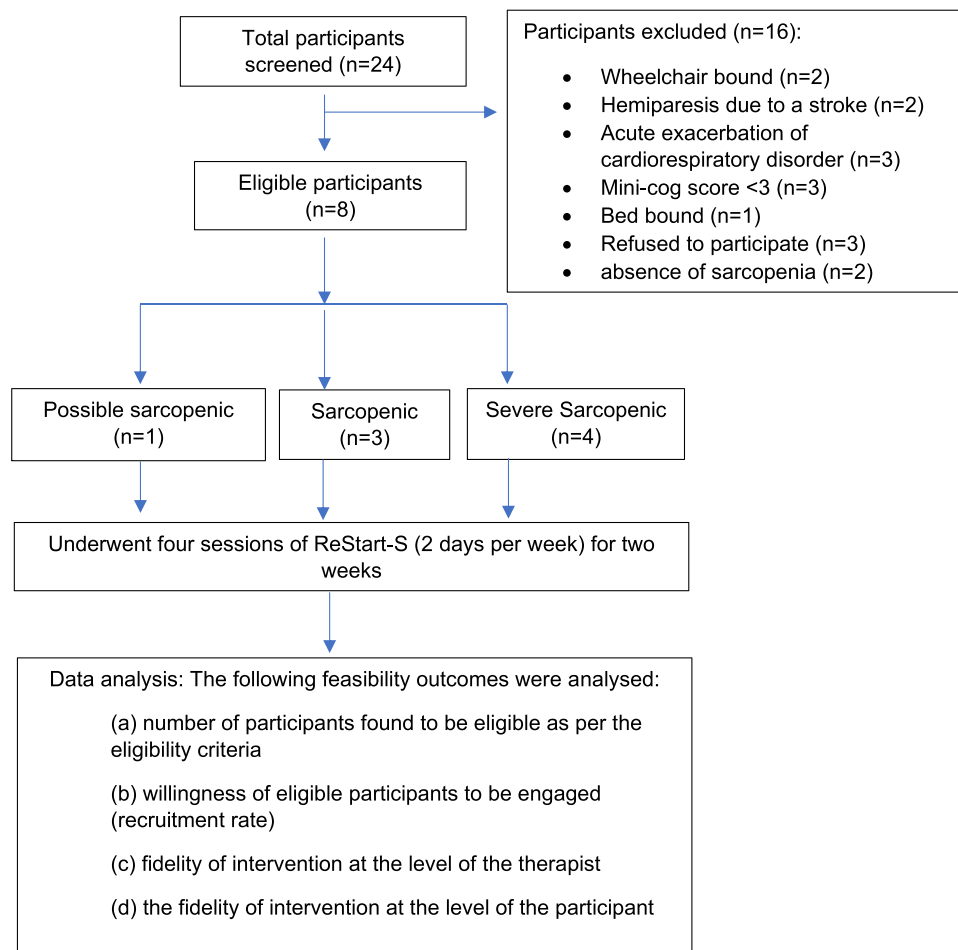 Total participants
screened (n=24)
Participants excluded (n=16):
• Wheelchair bound (n=2)
• Hemiparesis due to a stroke (n=2)
• Acute exacerbation of
cardiorespiratory disorder (n=3)
• Mini-cog score <3 (n=3)
• Bed bound (n=1)
• Refused to participate (n=3)
• absence of sarcopenia (n=2)
Eligible participants
(n=8)
Possible sarcopenic
(n=1)
Sarcopenic
(n=3)
Severe Sarcopenic
(n=4)
Underwent four sessions of ReStart-S (2 days per week) for two
weeks
Data analysis: The following feasibility outcomes were analysed:
(a) number of participants found to be eligible as per the
eligibility criteria
(b) willingness of eligible participants to be engaged
(recruitment rate)
(c) fidelity of intervention at the level of the therapist
(d) the fidelity of intervention at the level of the participant